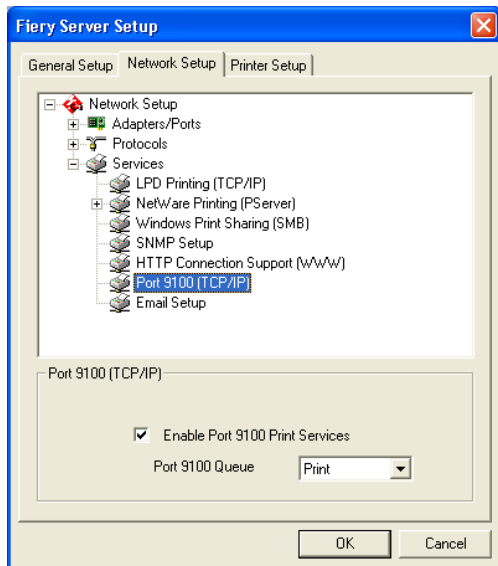 Fiery Server Setup
General Setup Network Setup Printer Setup
Network Setup
Adapters/Ports
Protocols
Services
LPD Printing (TCP/IP)
NetWare Printing (PServer)
Windows Print Sharing (SMB)
SNMP Setup
HTTP Connection Support (WWW)
Port 9100 (TCP/IP)
Email Setup
Port 9100 (TCP/IP)
Enable Port 9100 Print Services
Port 9100 Queue Print
OK Cancel